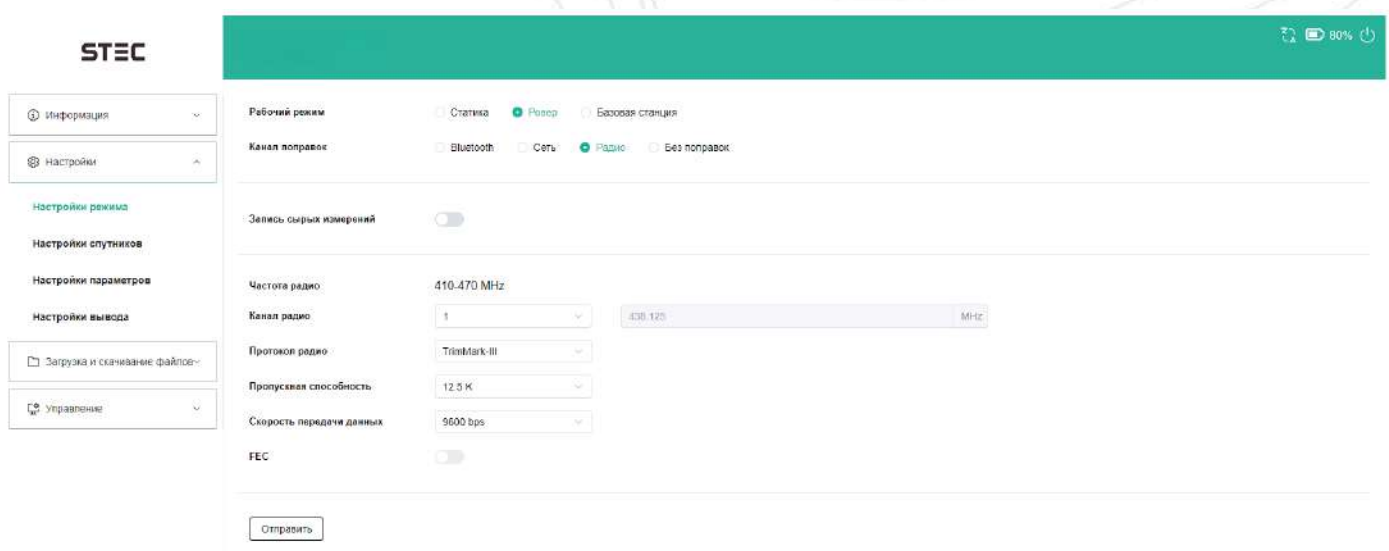 STEC
80%
Информация
Настройки
Настройки режима
Настройки спутников
Настройки параметров
Настройки вывода
Загрузка и скачивание файлов
Управление
Рабочий режим Статика Ровер Базовая станция
Канал поправок Bluetooth Сеть Радио Без поправок
Запись сырых измерений
Частота радио 410-470 MHz
Канал радио 1 438.125 MHz
Протокол радио TrimMark-III
Пропускная способность 12.5 K
Скорость передачи данных 9600 bps
FEC
Отправить